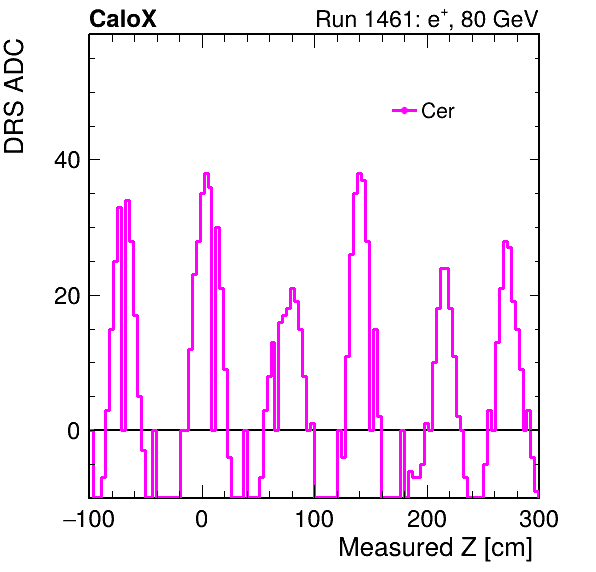 CaloX Run 1461: e⁺, 80 GeV
DRS ADC
Cer
40
20
0
−100 0 100 200 300
Measured Z [cm]